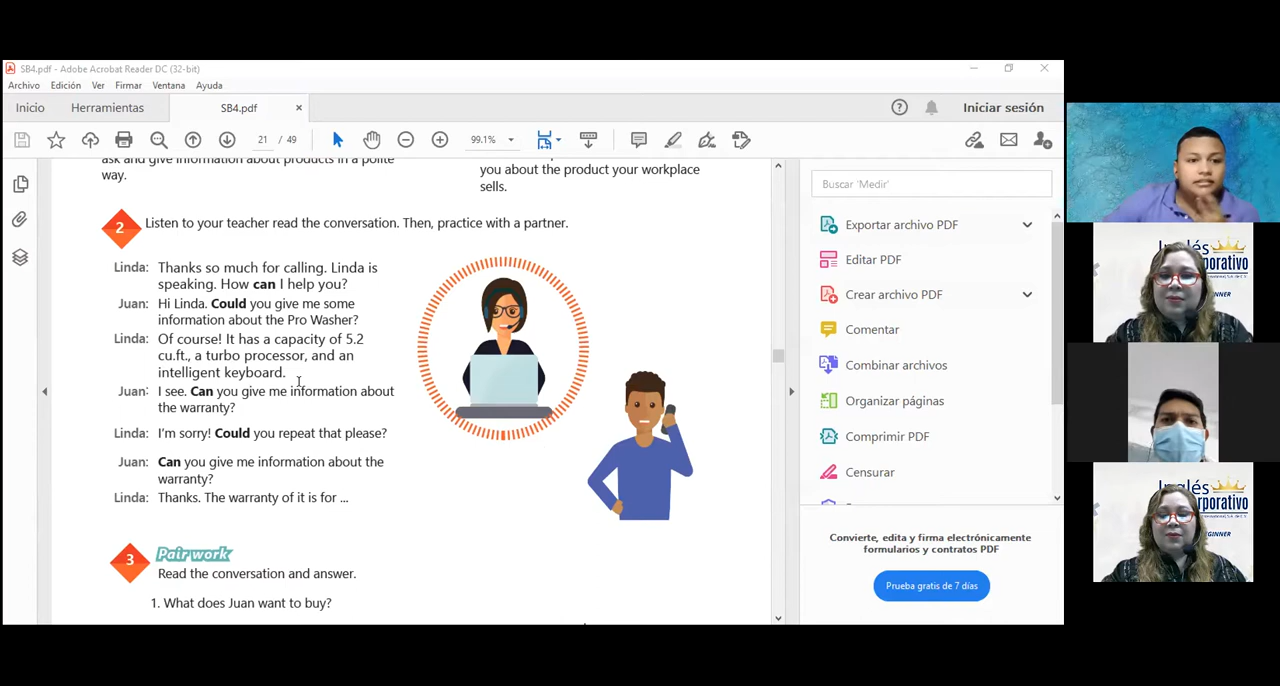 SB4.pdf - Adobe Acrobat Reader DC (32-bit)
Archivo Edición Ver Firmar Ventana Ayuda
Inicio Herramientas SB4.pdf × Iniciar sesión
21 / 49 99.1%
ask and give information about products in a polite
way.
you about the product your workplace
sells.
2 Listen to your teacher read the conversation. Then, practice with a partner.
Linda: Thanks so much for calling. Linda is
speaking. How can I help you?
Juan: Hi Linda. Could you give me some
information about the Pro Washer?
Linda: Of course! It has a capacity of 5.2
cu.ft., a turbo processor, and an
intelligent keyboard.
Juan: I see. Can you give me information about
the warranty?
Linda: I'm sorry! Could you repeat that please?
Juan: Can you give me information about the
warranty?
Linda: Thanks. The warranty of it is for ...
3 Pair work
Read the conversation and answer.
1. What does Juan want to buy?
Buscar 'Medir'
Exportar archivo PDF
Editar PDF
Crear archivo PDF
Comentar
Combinar archivos
Organizar páginas
Comprimir PDF
Censurar
Convierte, edita y firma electrónicamente
formularios y contratos PDF
Prueba gratis de 7 días
Inglés
Inglés